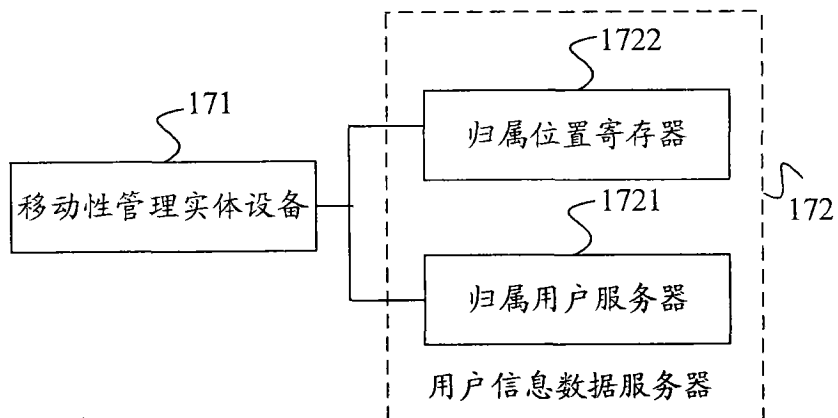 1722
171
归属位置寄存器
移动性管理实体设备
1721
172
归属用户服务器
用户信息数据服务器